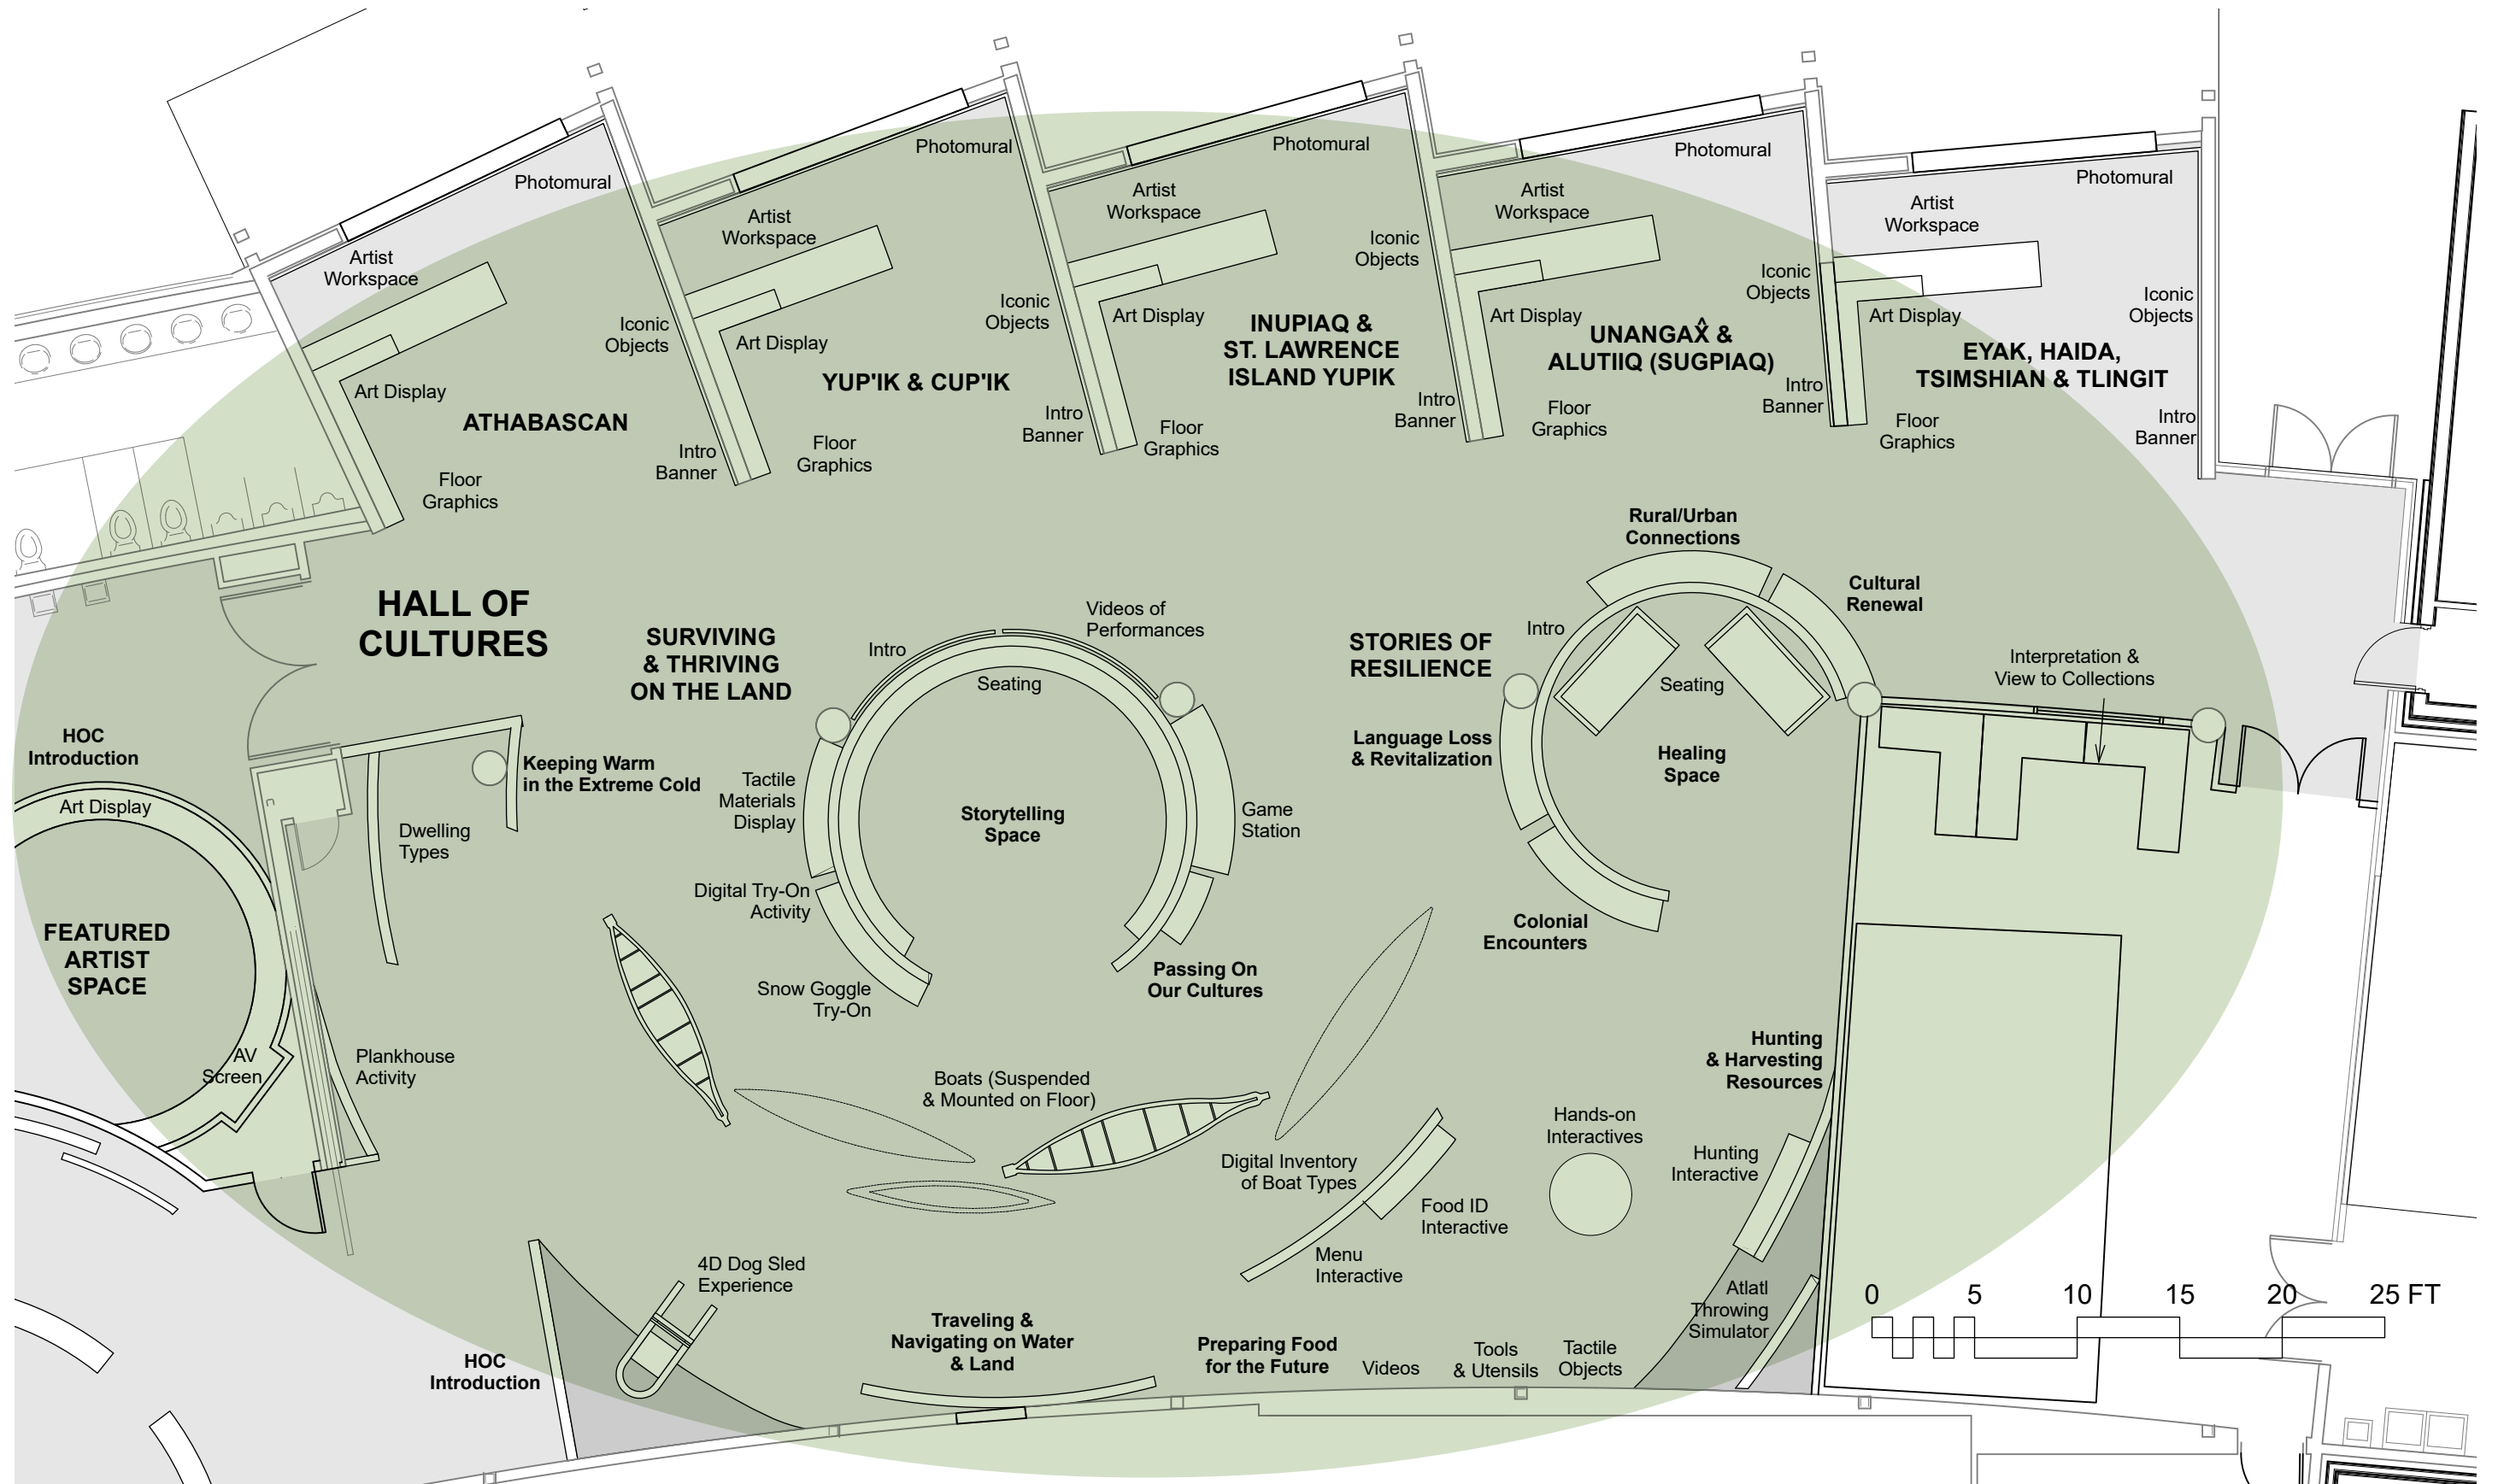 Photomural
Artist
Workspace
Iconic
Objects
Art Display
ATHABASCAN
Intro
Banner
Floor
Graphics
Photomural
Artist
Workspace
Iconic
Objects
Art Display
YUP'IK & CUP'IK
Intro
Banner
Floor
Graphics
Photomural
Artist
Workspace
Iconic
Objects
Art Display
INUPIAQ &
ST. LAWRENCE
ISLAND YUPIK
Intro
Banner
Floor
Graphics
Photomural
Artist
Workspace
Iconic
Objects
Art Display
UNANGAX̂ &
ALUTIIQ (SUGPIAQ)
Intro
Banner
Floor
Graphics
Photomural
Artist
Workspace
Iconic
Objects
Art Display
EYAK, HAIDA,
TSIMSHIAN & TLINGIT
Intro
Banner
Floor
Graphics
HALL OF
CULTURES
SURVIVING
& THRIVING
ON THE LAND
Intro
Videos of
Performances
Seating
Storytelling
Space
Tactile
Materials
Display
Game
Station
Digital Try-On
Activity
Snow Goggle
Try-On
Passing On
Our Cultures
STORIES OF
RESILIENCE
Rural/Urban
Connections
Cultural
Renewal
Intro
Seating
Language Loss
& Revitalization
Healing
Space
Colonial
Encounters
Interpretation &
View to Collections
HOC
Introduction
Art Display
FEATURED
ARTIST
SPACE
AV
Screen
Keeping Warm
in the Extreme Cold
Dwelling
Types
Plankhouse
Activity
Boats (Suspended
& Mounted on Floor)
Digital Inventory
of Boat Types
Food ID
Interactive
Menu
Interactive
Hunting
& Harvesting
Resources
Hands-on
Interactives
Hunting
Interactive
Atlatl
Throwing
Simulator
4D Dog Sled
Experience
HOC
Introduction
Traveling &
Navigating on Water
& Land
Preparing Food
for the Future
Videos
Tools
& Utensils
Tactile
Objects
0 5 10 15 20 25 FT